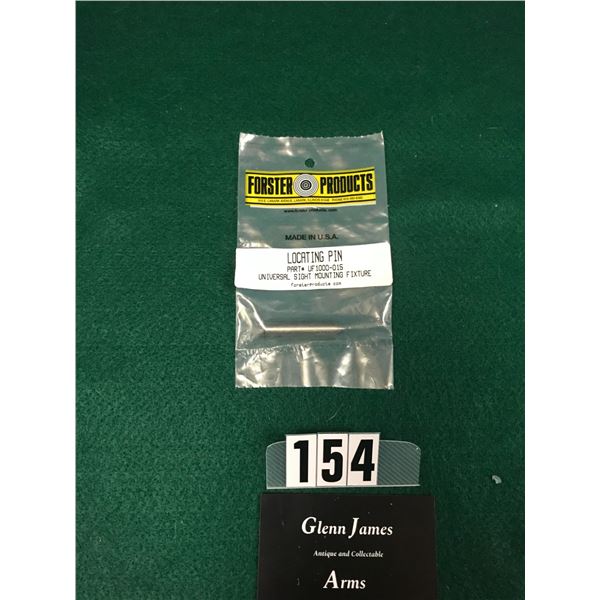 FORSTER PRODUCTS
MADE IN U.S.A.
LOCATING PIN
PART# UF1000-015
UNIVERSAL SIGHT MOUNTING FIXTURE
forsterProducts com
154
Glenn James
Antique and Collectable
Arms